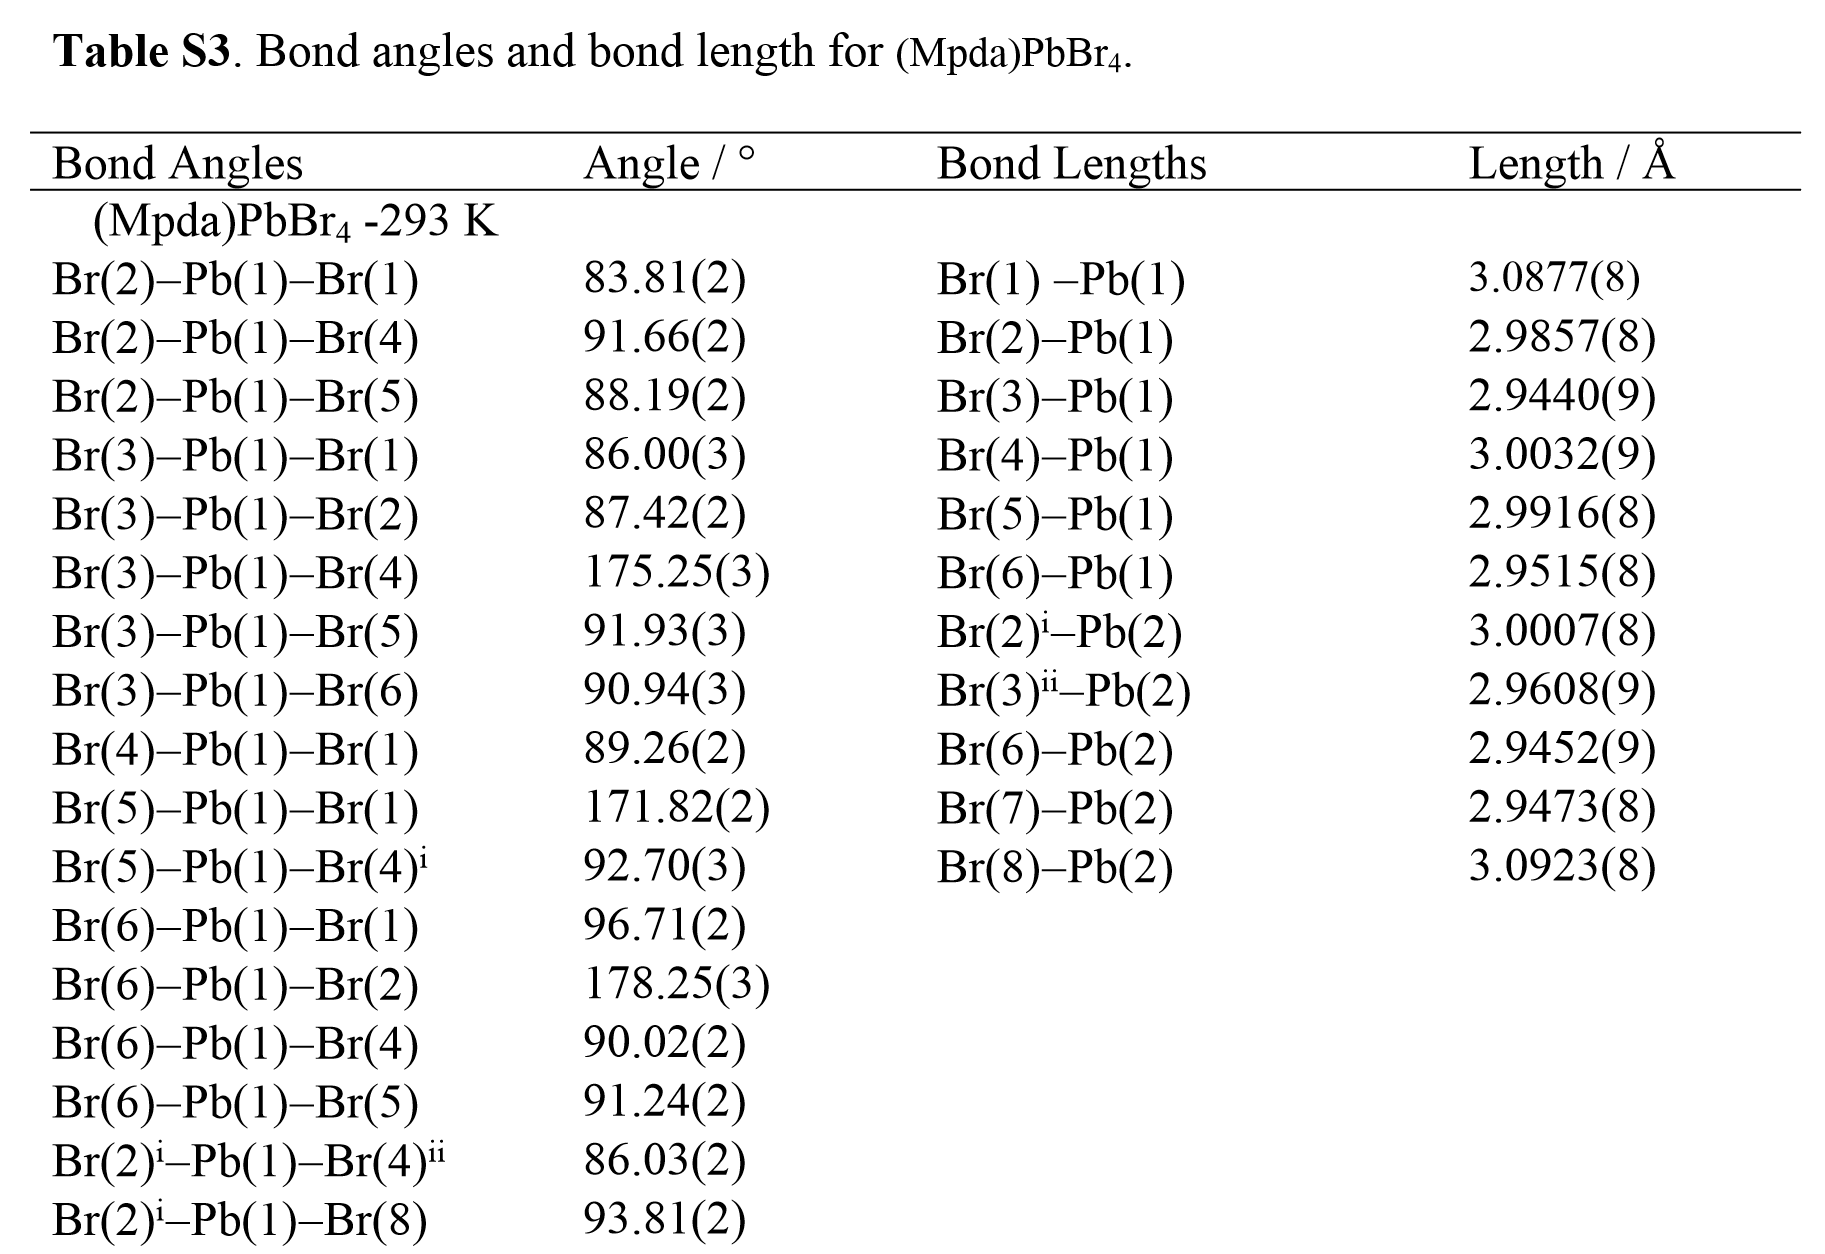 Table S3. Bond angles and bond length for (Mpda)PbBr₄.
Bond Angles Angle / ° Bond Lengths Length / Å
(Mpda)PbBr₄ -293 K
Br(2)–Pb(1)–Br(1) 83.81(2) Br(1) –Pb(1) 3.0877(8)
Br(2)–Pb(1)–Br(4) 91.66(2) Br(2)–Pb(1) 2.9857(8)
Br(2)–Pb(1)–Br(5) 88.19(2) Br(3)–Pb(1) 2.9440(9)
Br(3)–Pb(1)–Br(1) 86.00(3) Br(4)–Pb(1) 3.0032(9)
Br(3)–Pb(1)–Br(2) 87.42(2) Br(5)–Pb(1) 2.9916(8)
Br(3)–Pb(1)–Br(4) 175.25(3) Br(6)–Pb(1) 2.9515(8)
Br(3)–Pb(1)–Br(5) 91.93(3) Br(2)ⁱ–Pb(2) 3.0007(8)
Br(3)–Pb(1)–Br(6) 90.94(3) Br(3)ⁱⁱ–Pb(2) 2.9608(9)
Br(4)–Pb(1)–Br(1) 89.26(2) Br(6)–Pb(2) 2.9452(9)
Br(5)–Pb(1)–Br(1) 171.82(2) Br(7)–Pb(2) 2.9473(8)
Br(5)–Pb(1)–Br(4)ⁱ 92.70(3) Br(8)–Pb(2) 3.0923(8)
Br(6)–Pb(1)–Br(1) 96.71(2)
Br(6)–Pb(1)–Br(2) 178.25(3)
Br(6)–Pb(1)–Br(4) 90.02(2)
Br(6)–Pb(1)–Br(5) 91.24(2)
Br(2)ⁱ–Pb(1)–Br(4)ⁱⁱ 86.03(2)
Br(2)ⁱ–Pb(1)–Br(8) 93.81(2)